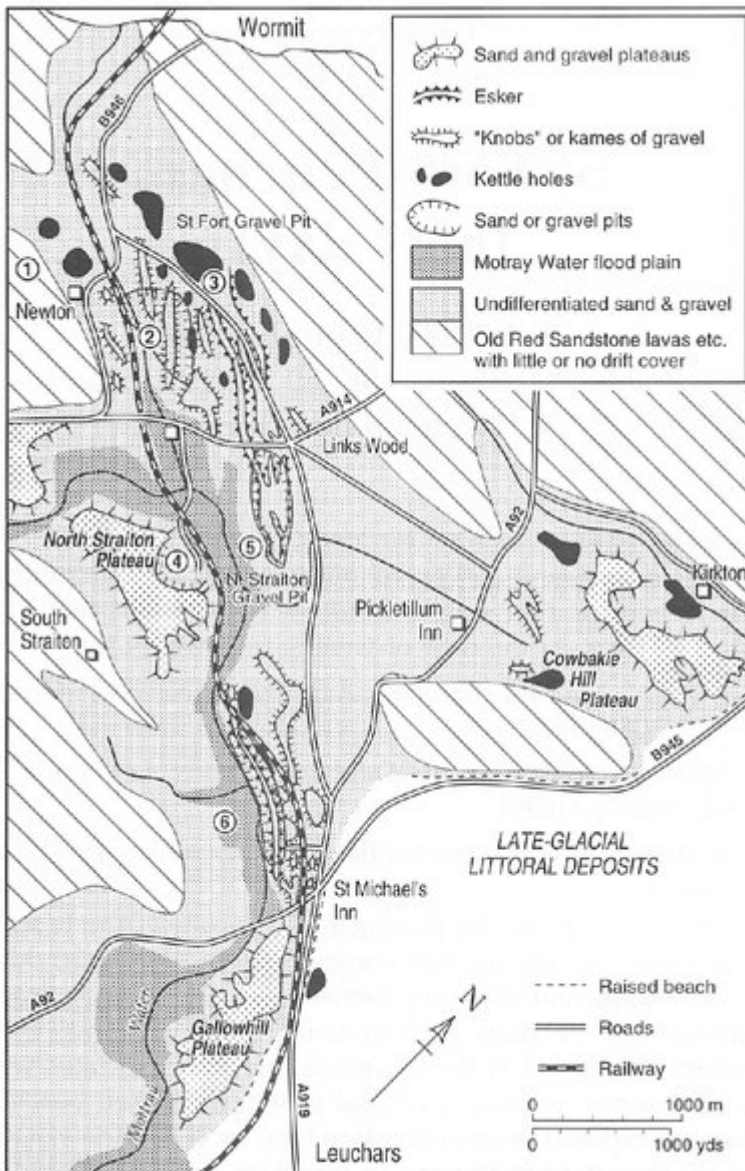 Wormit
B946
St Fort Gravel Pit
1
Newton
2
3
A914
Links Wood
North Straiton
Plateau
4
5
N. Straiton
Gravel Pit
South
Straiton
Pickletillum
Inn
A92
Kirkton
Cowbakie
Hill
Plateau
B945
6
LATE-GLACIAL
LITTORAL DEPOSITS
St Michael's
Inn
A92
Water
Motray
Gallowhill
Plateau
A919
Leuchars
Sand and gravel plateaus
Esker
"Knobs" or kames of gravel
Kettle holes
Sand or gravel pits
Motray Water flood plain
Undifferentiated sand & gravel
Old Red Sandstone lavas etc.
with little or no drift cover
N
Raised beach
Roads
Railway
0 1000 m
0 1000 yds